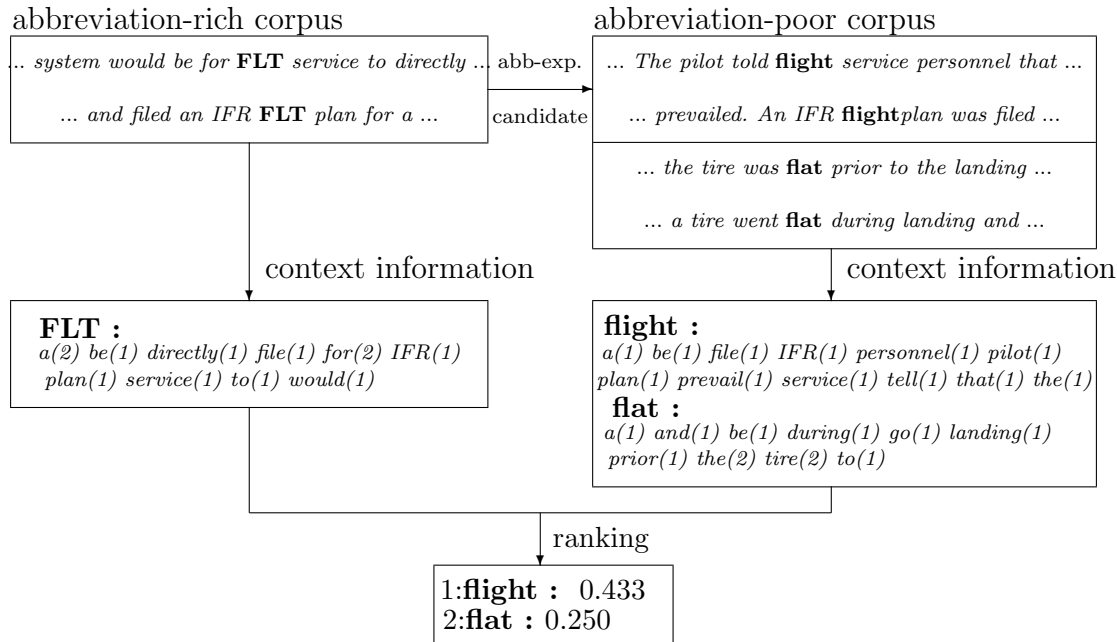 abbreviation-rich corpus
abbreviation-poor corpus
... system would be for FLT service to directly ...
... and filed an IFR FLT plan for a ...
abb-exp.
candidate
... The pilot told flight service personnel that ...
... prevailed. An IFR flightplan was filed ...
... the tire was flat prior to the landing ...
... a tire went flat during landing and ...
context information
context information
FLT :
a(2) be(1) directly(1) file(1) for(2) IFR(1)
plan(1) service(1) to(1) would(1)
flight :
a(1) be(1) file(1) IFR(1) personnel(1) pilot(1)
plan(1) prevail(1) service(1) tell(1) that(1) the(1)
flat :
a(1) and(1) be(1) during(1) go(1) landing(1)
prior(1) the(2) tire(2) to(1)
ranking
1:flight : 0.433
2:flat : 0.250